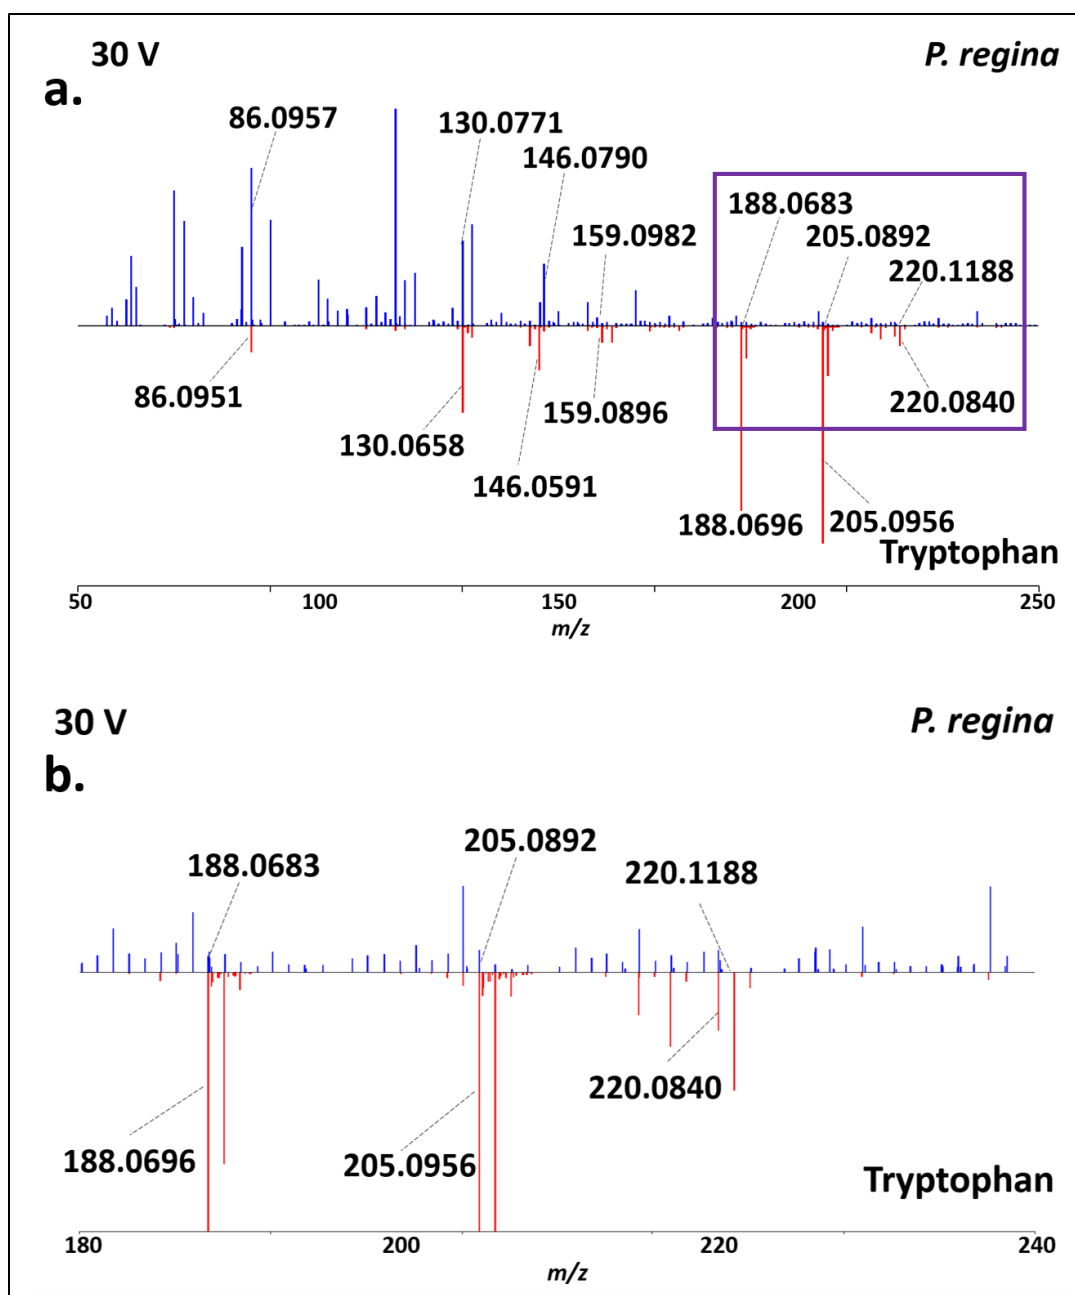 30 V P. regina
a.
86.0957
130.0771
146.0790
188.0683
159.0982
205.0892
220.1188
86.0951
220.0840
159.0896
130.0658
146.0591
188.0696
205.0956
Tryptophan
50 100 150 200 250
m/z
30 V P. regina
b.
205.0892
188.0683
220.1188
220.0840
188.0696
205.0956
Tryptophan
180 200 220 240
m/z